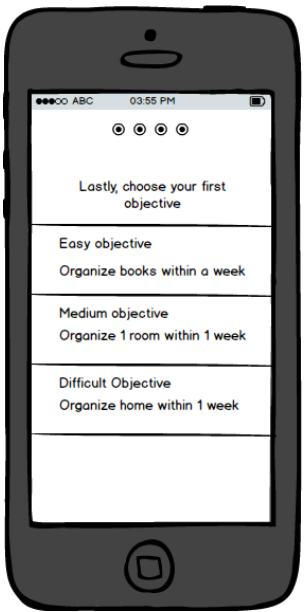 ABC 03:55 PM
Lastly, choose your first
objective
Easy objective
Organize books within a week
Medium objective
Organize 1 room within 1 week
Difficult Objective
Organize home within 1 week